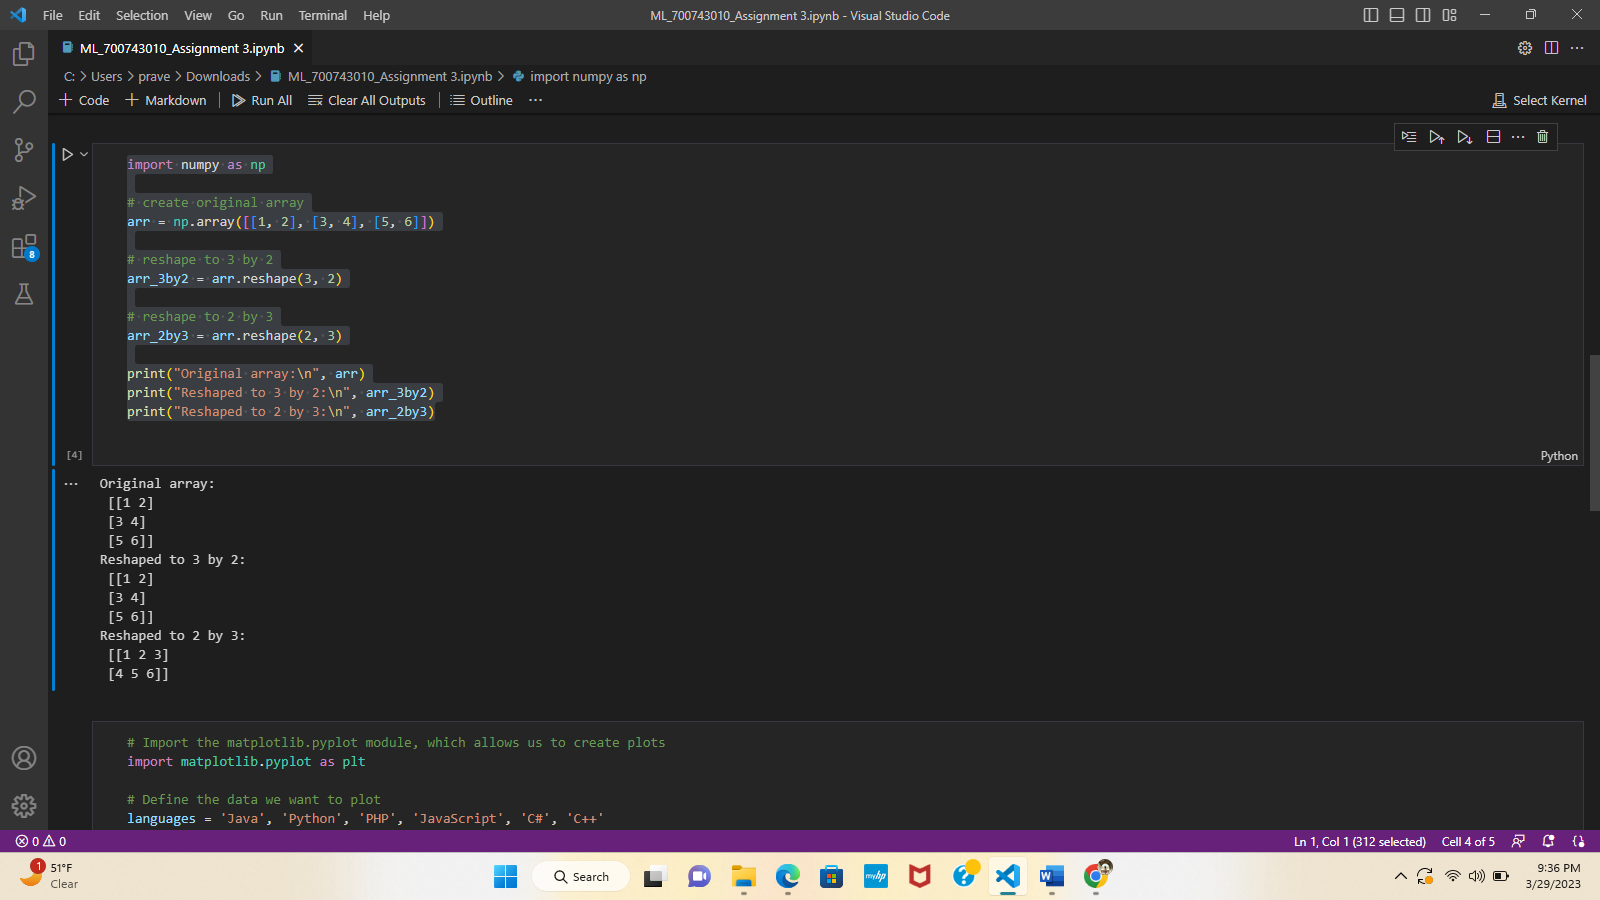 File Edit Selection View Go Run Terminal Help
ML_700743010_Assignment 3.ipynb - Visual Studio Code
ML_700743010_Assignment 3.ipynb
C: > Users > prave > Downloads > ML_700743010_Assignment 3.ipynb > import numpy as np
Code Markdown Run All Clear All Outputs Outline ...
Select Kernel
import numpy as np
# create original array
arr = np.array([[1, 2], [3, 4], [5, 6]])
# reshape to 3 by 2
arr_3by2 = arr.reshape(3, 2)
# reshape to 2 by 3
arr_2by3 = arr.reshape(2, 3)
print("Original array:\n", arr)
print("Reshaped to 3 by 2:\n", arr_3by2)
print("Reshaped to 2 by 3:\n", arr_2by3)
[4]
Python
Original array:
[[1 2]
[3 4]
[5 6]]
Reshaped to 3 by 2:
[[1 2]
[3 4]
[5 6]]
Reshaped to 2 by 3:
[[1 2 3]
[4 5 6]]
# Import the matplotlib.pyplot module, which allows us to create plots
import matplotlib.pyplot as plt
# Define the data we want to plot
languages = 'Java', 'Python', 'PHP', 'JavaScript', 'C#', 'C++'
8
0 0
Ln 1, Col 1 (312 selected) Cell 4 of 5
1
51°F
Clear
Search
myhp
9:36 PM
3/29/2023